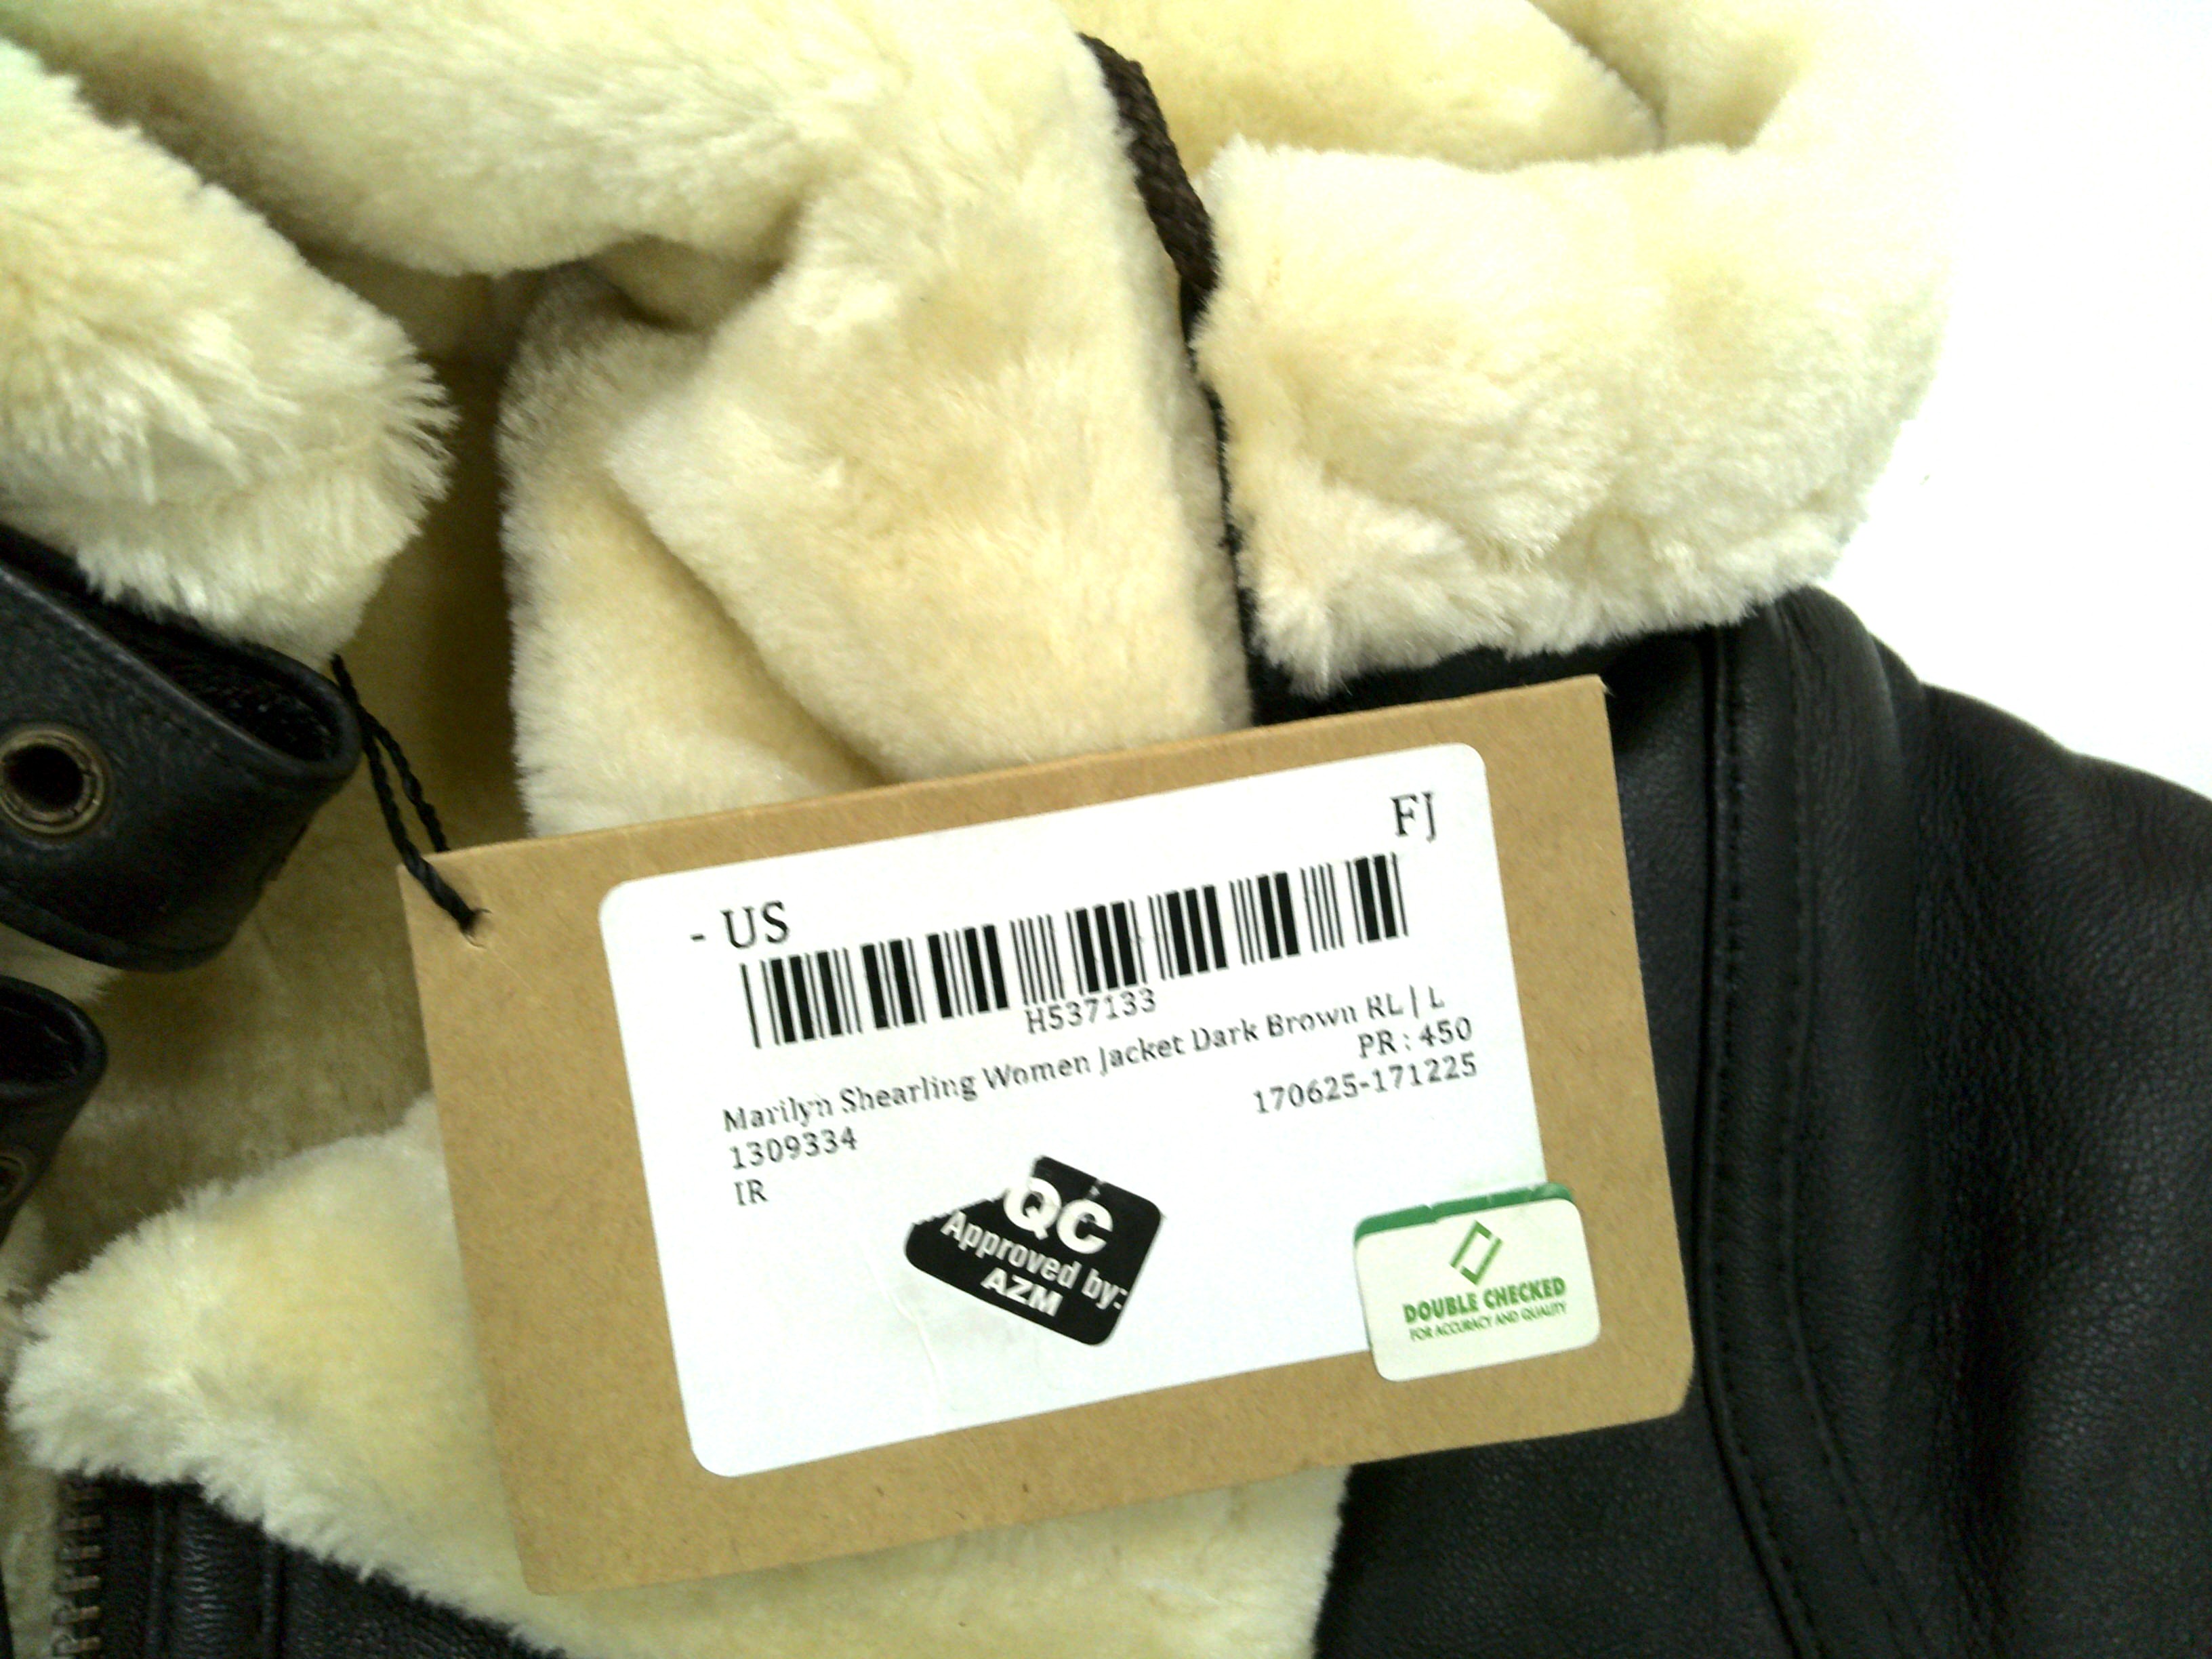 - US
FJ
H537133
Marilyn Shearling Women Jacket Dark Brown RL | L
1309334
PR : 450
IR
170625-171225
QC
Approved by:
AZM
DOUBLE CHECKED
FOR ACCURACY AND QUALITY